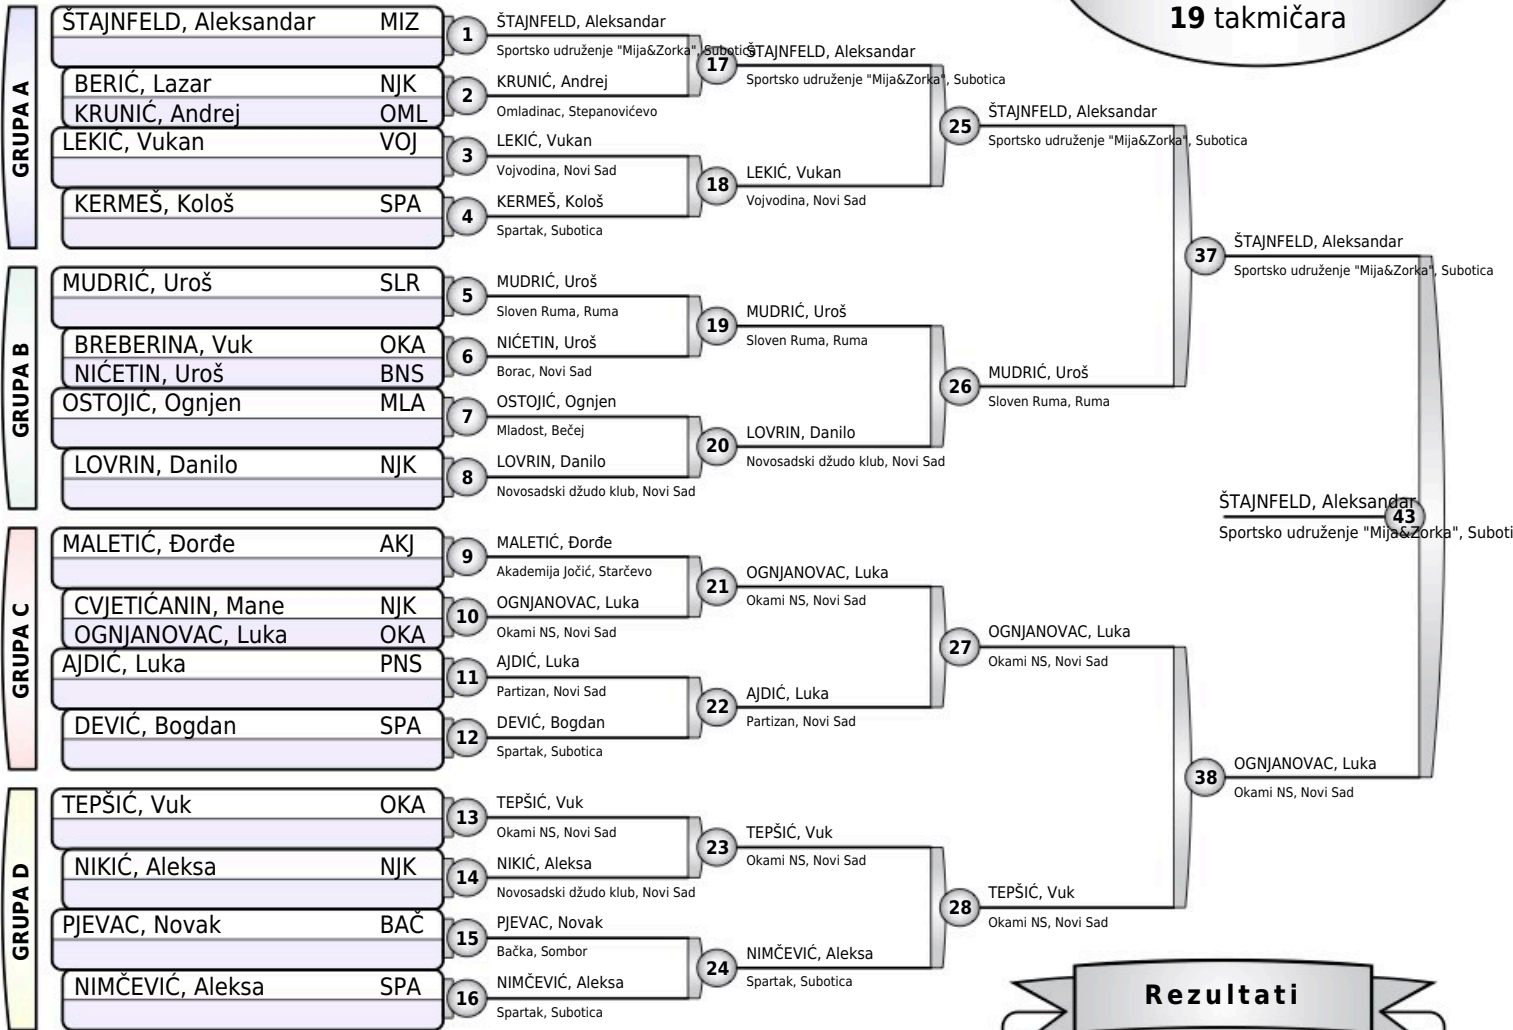 19 takmičara
GRUPA A
ŠTAJNFELD, Aleksandar MIZ
BERIĆ, Lazar NJK
KRUNIĆ, Andrej OML
LEKIĆ, Vukan VOJ
KERMEŠ, Kološ SPA
GRUPA B
MUDRIĆ, Uroš SLR
BREBERINA, Vuk OKA
NIĆETIN, Uroš BNS
OSTOJIĆ, Ognjen MLA
LOVRIN, Danilo NJK
GRUPA C
MALETIĆ, Đorđe AKJ
CVJETIĆANIN, Mane NJK
OGNJANOVAC, Luka OKA
AJDIĆ, Luka PNS
DEVIĆ, Bogdan SPA
GRUPA D
TEPŠIĆ, Vuk OKA
NIKIĆ, Aleksa NJK
PJEVAC, Novak BAČ
NIMČEVIĆ, Aleksa SPA
1 ŠTAJNFELD, Aleksandar
Sportsko udruženje "Mija&Zorka", Subotica
2 KRUNIĆ, Andrej
Omladinac, Stepanovićevo
3 LEKIĆ, Vukan
Vojvodina, Novi Sad
4 KERMEŠ, Kološ
Spartak, Subotica
5 MUDRIĆ, Uroš
Sloven Ruma, Ruma
6 NIĆETIN, Uroš
Borac, Novi Sad
7 OSTOJIĆ, Ognjen
Mladost, Bečej
8 LOVRIN, Danilo
Novosadski džudo klub, Novi Sad
9 MALETIĆ, Đorđe
Akademija Jočić, Starčevo
10 OGNJANOVAC, Luka
Okami NS, Novi Sad
11 AJDIĆ, Luka
Partizan, Novi Sad
12 DEVIĆ, Bogdan
Spartak, Subotica
13 TEPŠIĆ, Vuk
Okami NS, Novi Sad
14 NIKIĆ, Aleksa
Novosadski džudo klub, Novi Sad
15 PJEVAC, Novak
Bačka, Sombor
16 NIMČEVIĆ, Aleksa
Spartak, Subotica
17 ŠTAJNFELD, Aleksandar
Sportsko udruženje "Mija&Zorka", Subotica
18 LEKIĆ, Vukan
Vojvodina, Novi Sad
19 MUDRIĆ, Uroš
Sloven Ruma, Ruma
20 LOVRIN, Danilo
Novosadski džudo klub, Novi Sad
21 OGNJANOVAC, Luka
Okami NS, Novi Sad
22 AJDIĆ, Luka
Partizan, Novi Sad
23 TEPŠIĆ, Vuk
Okami NS, Novi Sad
24 NIMČEVIĆ, Aleksa
Spartak, Subotica
25 ŠTAJNFELD, Aleksandar
Sportsko udruženje "Mija&Zorka", Subotica
26 MUDRIĆ, Uroš
Sloven Ruma, Ruma
27 OGNJANOVAC, Luka
Okami NS, Novi Sad
28 TEPŠIĆ, Vuk
Okami NS, Novi Sad
37 ŠTAJNFELD, Aleksandar
Sportsko udruženje "Mija&Zorka", Subotica
38 OGNJANOVAC, Luka
Okami NS, Novi Sad
ŠTAJNFELD, Aleksandar
43
Sportsko udruženje "Mija&Zorka", Suboti
Rezultati